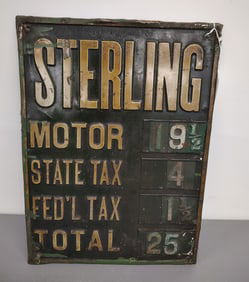 STERLING
MOTOR 9½
STATE TAX 4
FED'L TAX 1½
TOTAL 25